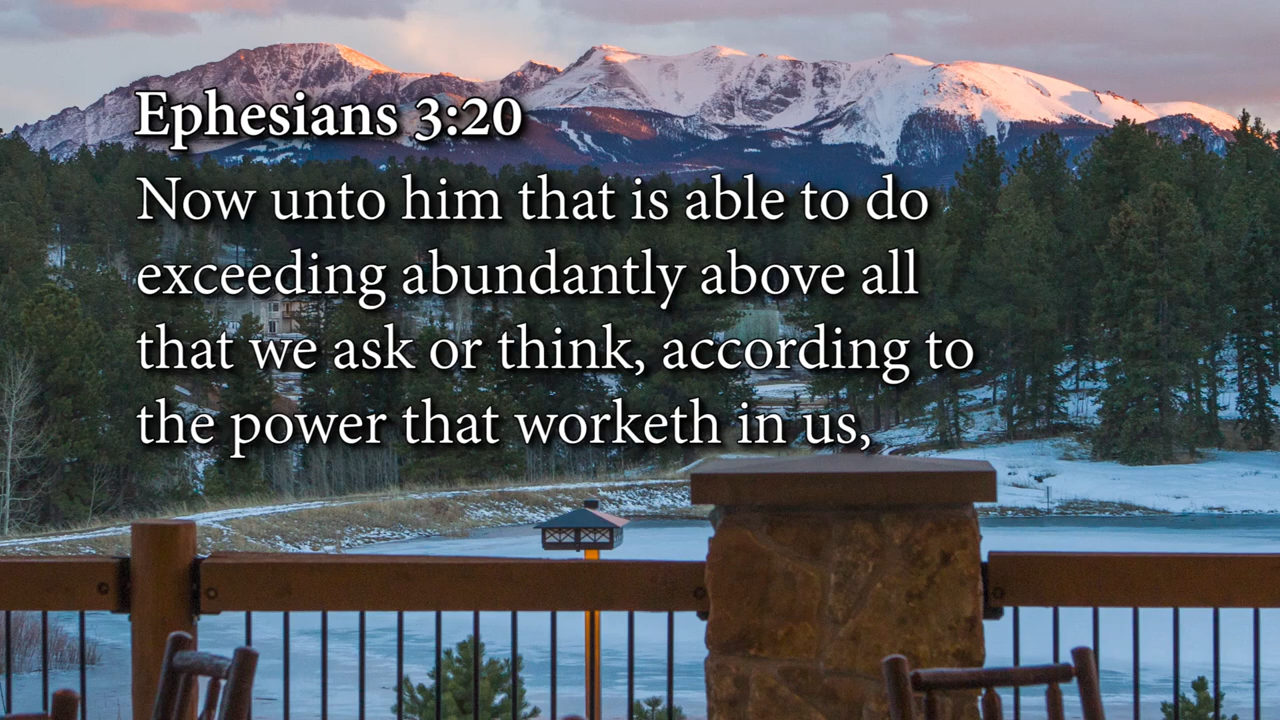 Ephesians 3:20
Now unto him that is able to do
exceeding abundantly above all
that we ask or think, according to
the power that worketh in us,